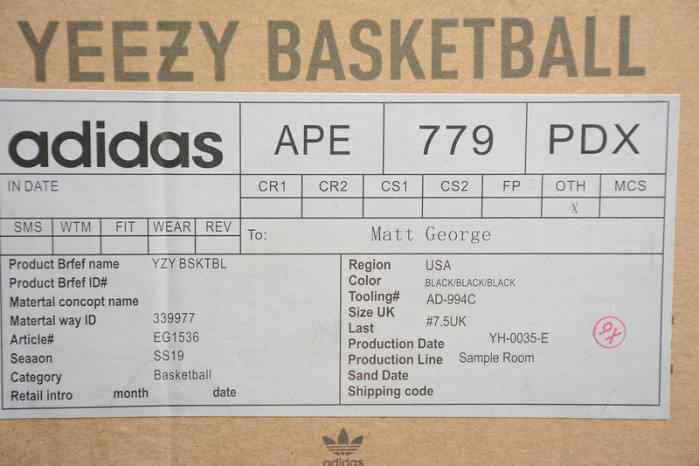 YEEZY BASKETBALL
adidas APE 779 PDX
IN DATE CR1 CR2 CS1 CS2 FP OTH MCS
X
SMS WTM FIT WEAR REV To: Matt George
Product Brfef name YZY BSKTBL
Product Brfef ID#
Matertal concpt name
Matertal way ID 339977
Article# EG1536
Seaaon SS19
Category Basketball
Retail intro month date
Region USA
Color BLACK/BLACK/BLACK
Tooling# AD-994C
Size UK #7.5UK
Last YH-0035-E
Production Date
Production Line Sample Room
Sand Date
Shipping code
adidas